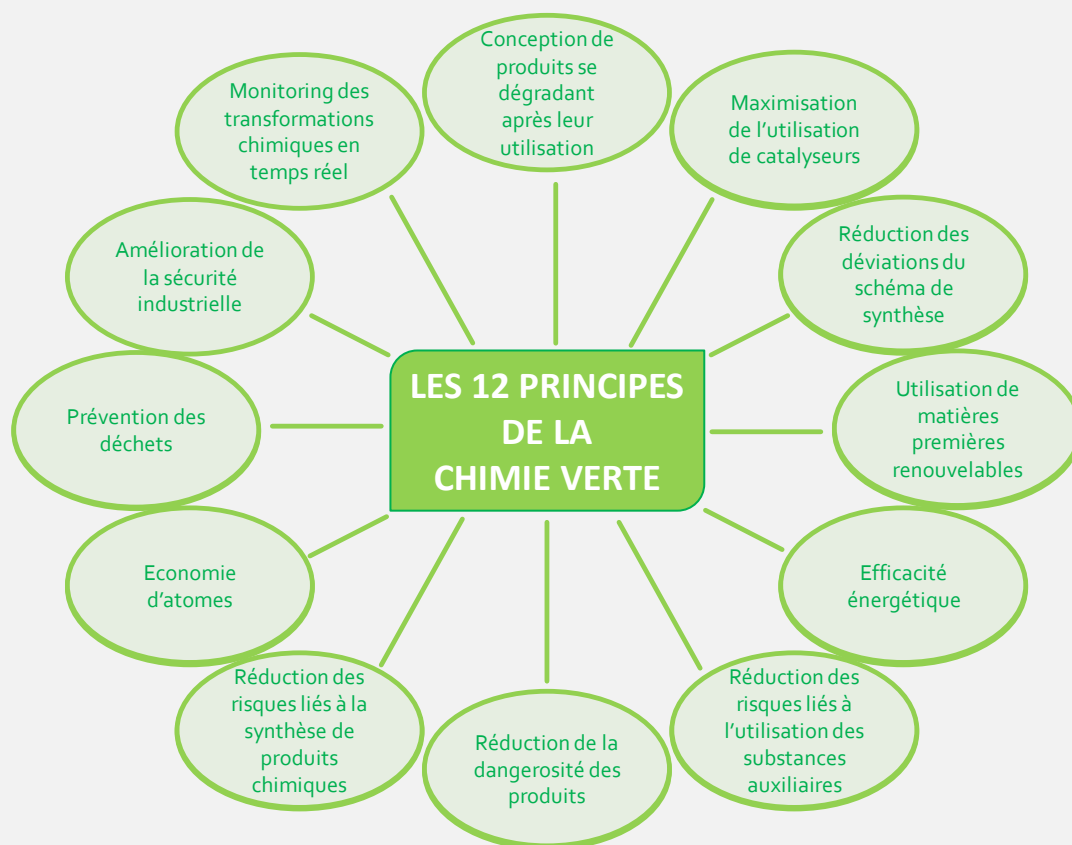 Conception de
produits se
dégradant
après leur
utilisation
Maximisation
de l'utilisation
de catalyseurs
Réduction des
déviations du
schéma de
synthèse
Utilisation de
matières
premières
renouvelables
Efficacité
énergétique
Réduction des
risques liés à
l'utilisation des
substances
auxiliaires
Réduction de la
dangerosité des
produits
Réduction des
risques liés à la
synthèse de
produits
chimiques
Economie
d'atomes
Prévention des
déchets
Amélioration de
la sécurité
industrielle
Monitoring des
transformations
chimiques en
temps réel
LES 12 PRINCIPES
DE LA
CHIMIE VERTE